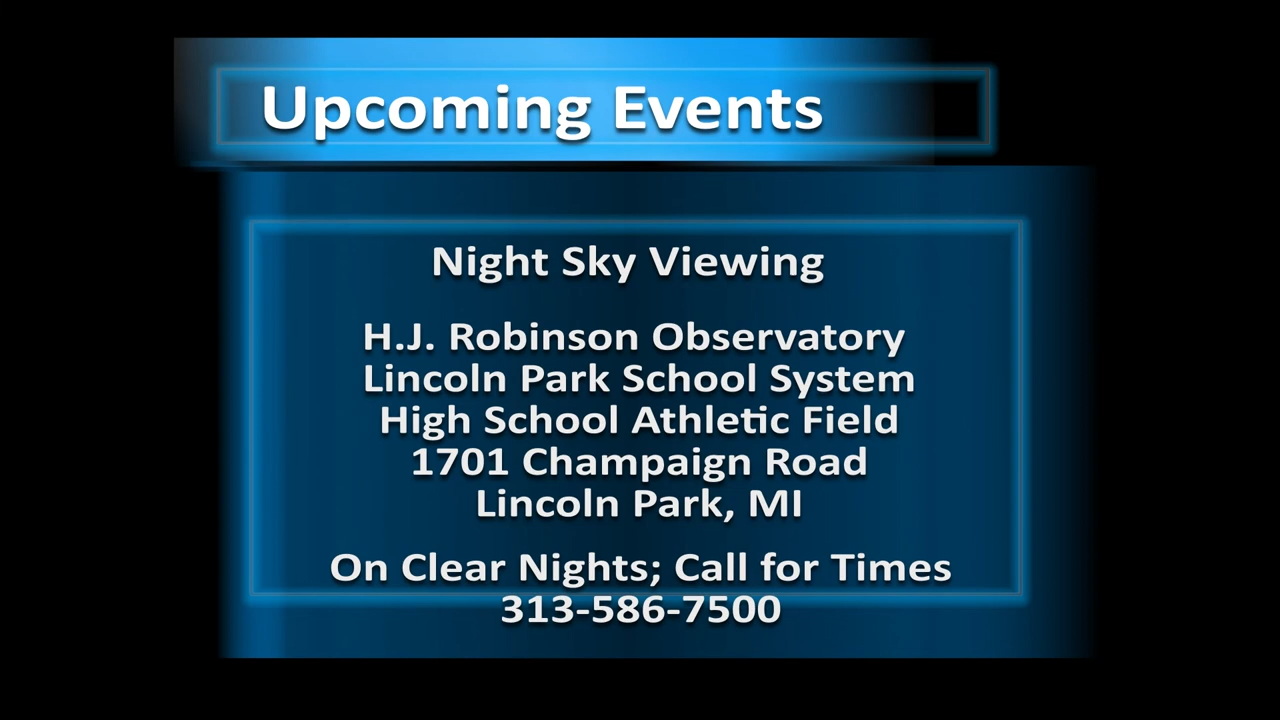 Upcoming Events
Night Sky Viewing
H.J. Robinson Observatory
Lincoln Park School System
High School Athletic Field
1701 Champaign Road
Lincoln Park, MI
On Clear Nights; Call for Times
313-586-7500